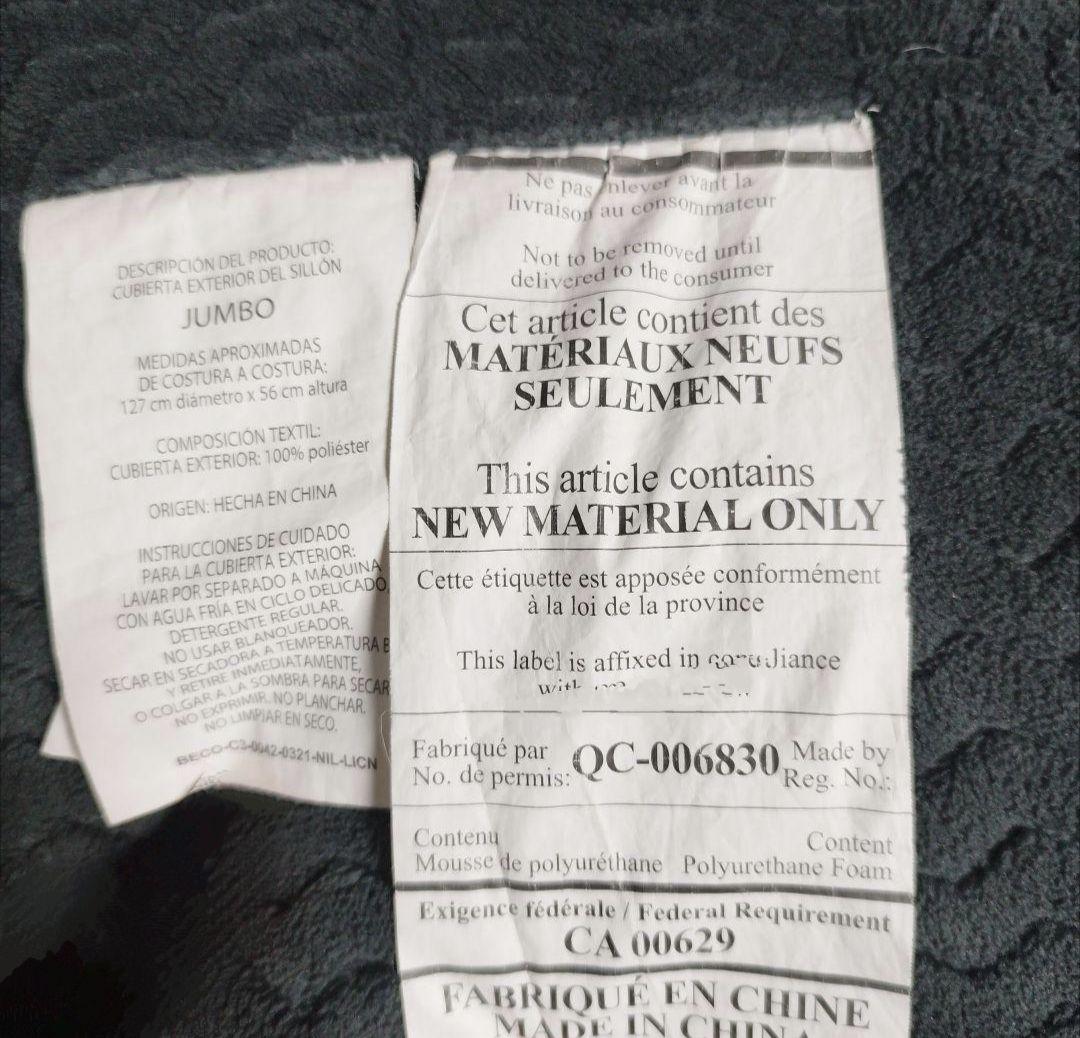 DESCRIPCIÓN DEL PRODUCTO:
CUBIERTA EXTERIOR DEL SILLÓN
JUMBO
MEDIDAS APROXIMADAS
DE COSTURA A COSTURA:
127 cm diámetro x 56 cm altura
COMPOSICIÓN TEXTIL:
CUBIERTA EXTERIOR: 100% poliéster
ORIGEN: HECHA EN CHINA
INSTRUCCIONES DE CUIDADO
PARA LA CUBIERTA EXTERIOR:
LAVAR POR SEPARADO A MÁQUINA
CON AGUA FRÍA EN CICLO DELICADO
DETERGENTE REGULAR.
NO USAR BLANQUEADOR.
SECAR EN SECADORA A TEMPERATURA B
Y RETIRE INMEDIATAMENTE,
O COLGAR A LA SOMBRA PARA SECAR
NO EXPRIMIR. NO PLANCHAR.
NO LIMPIAR EN SECO.
BECO-C3-0042-0321-NIL-LICN
Ne pas enlever avant la
livraison au consommateur
Not to be removed until
delivered to the consumer
Cet article contient des
MATÉRIAUX NEUFS
SEULEMENT
This article contains
NEW MATERIAL ONLY
Cette étiquette est apposée conformément
à la loi de la province
This label is affixed in
Fabriqué par
No. de permis:
QC-006830
Made by
Reg. No.:
Contenu
Mousse de polyuréthane
Content
Polyurethane Foam
Exigence fédérale / Federal Requirement
CA 00629
FABRIQUÉ EN CHINE
MADE IN CHINA